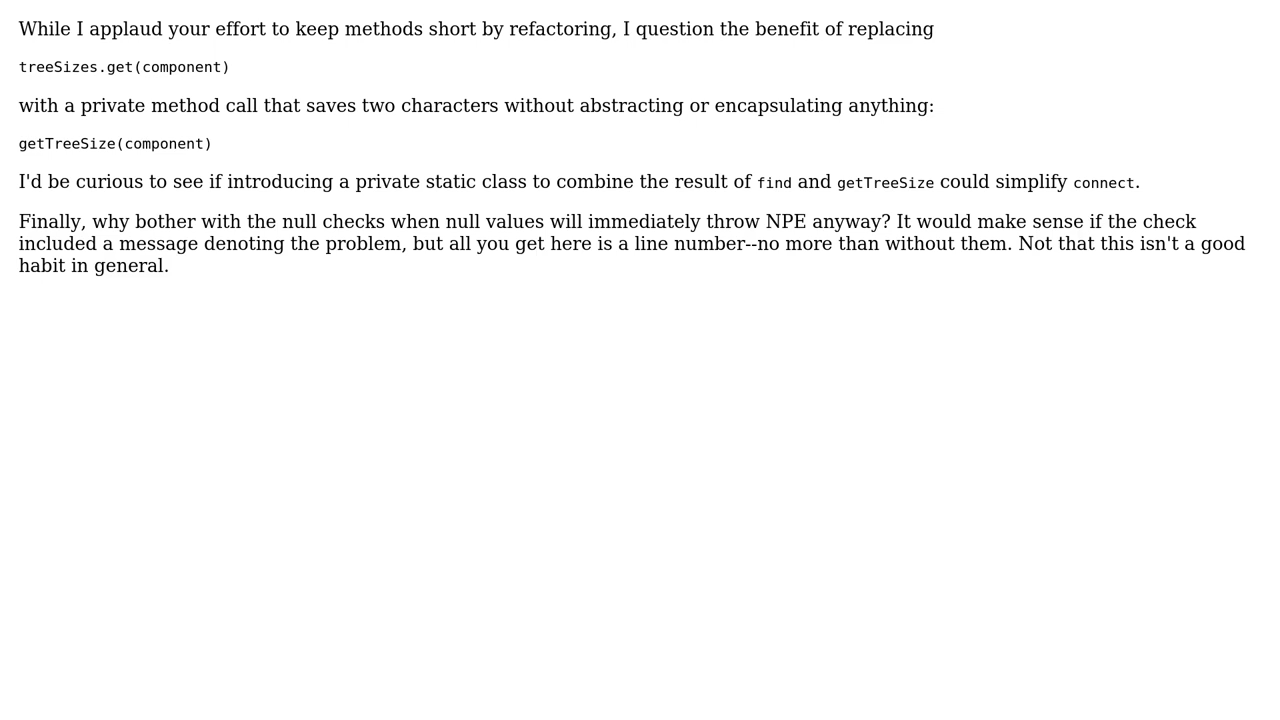 While I applaud your effort to keep methods short by refactoring, I question the benefit of replacing
treeSizes.get(component)
with a private method call that saves two characters without abstracting or encapsulating anything:
getTreeSize(component)
I'd be curious to see if introducing a private static class to combine the result of find and getTreeSize could simplify connect.
Finally, why bother with the null checks when null values will immediately throw NPE anyway? It would make sense if the check
included a message denoting the problem, but all you get here is a line number--no more than without them. Not that this isn't a good
habit in general.